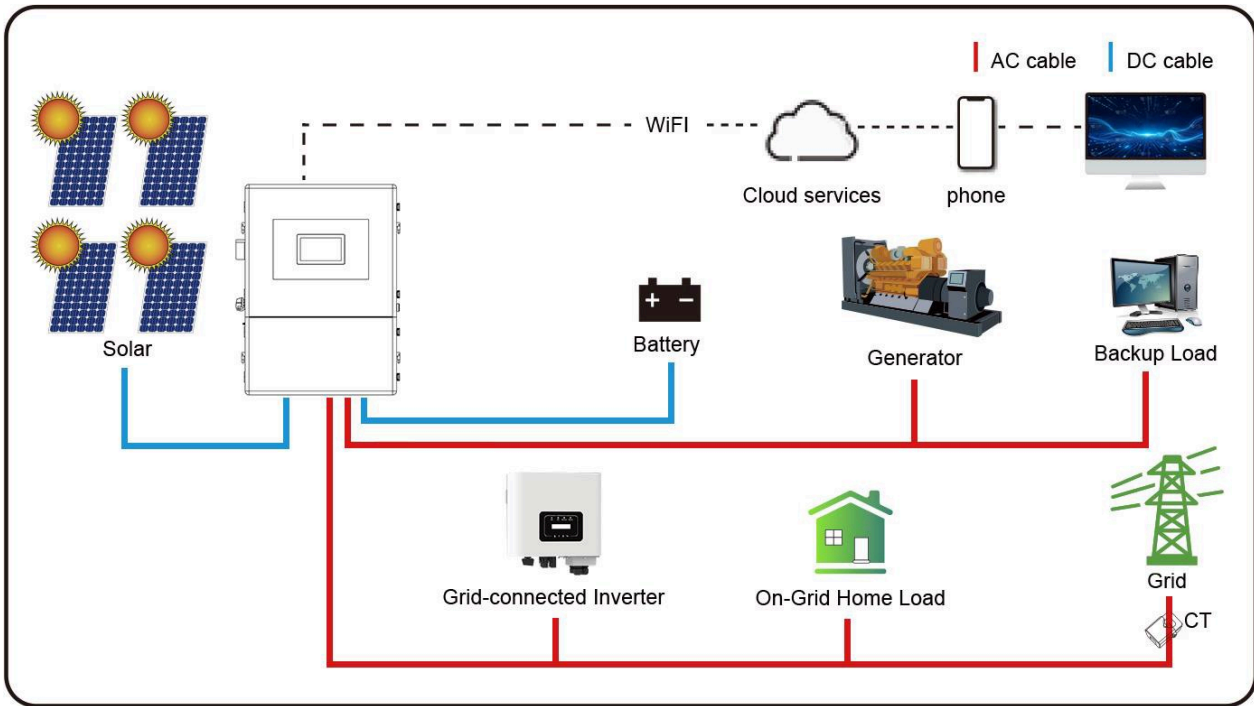 AC cable
DC cable
WiFI
Cloud services
phone
Solar
Battery
Generator
Backup Load
Grid-connected Inverter
On-Grid Home Load
Grid
CT